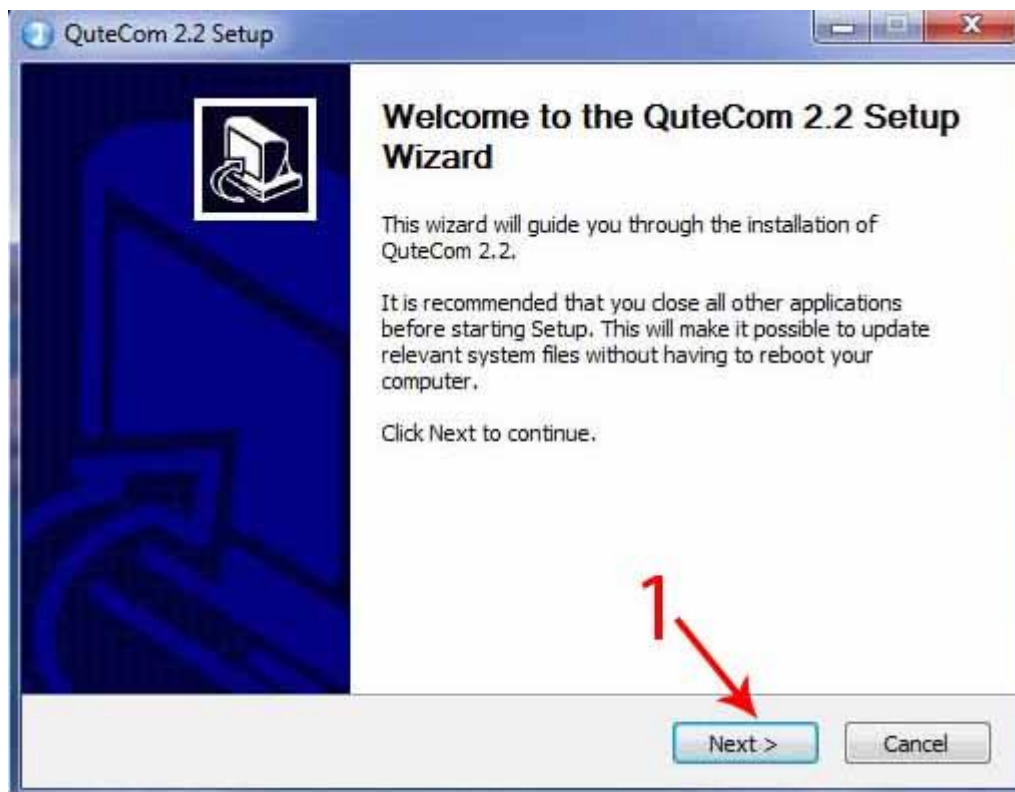 QuteCom 2.2 Setup
Welcome to the QuteCom 2.2 Setup
Wizard
This wizard will guide you through the installation of
QuteCom 2.2.
It is recommended that you close all other applications
before starting Setup. This will make it possible to update
relevant system files without having to reboot your
computer.
Click Next to continue.
1
Next >
Cancel